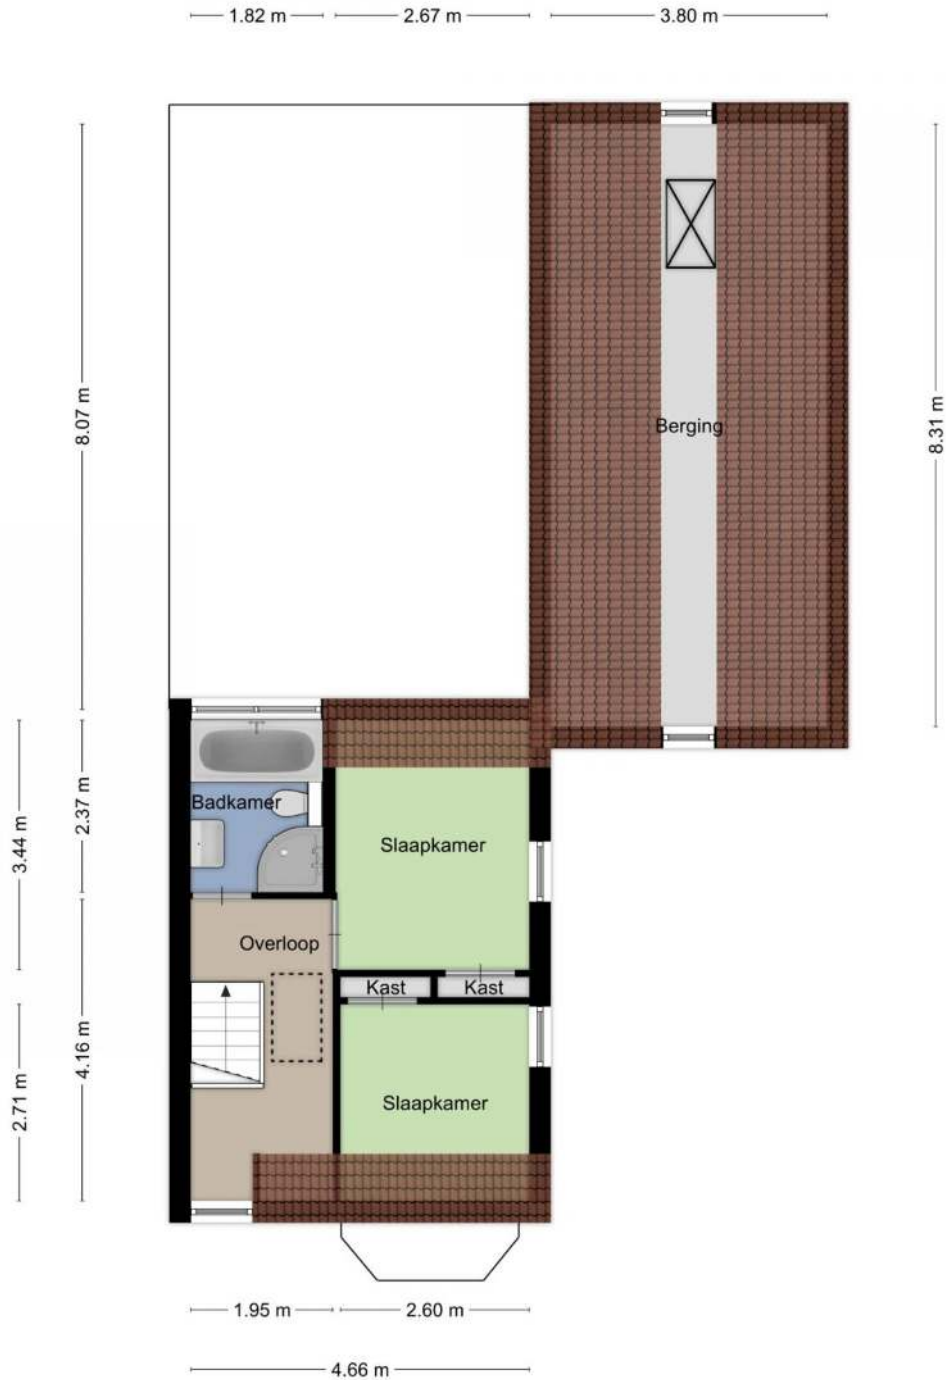 1.82 m
2.67 m
3.80 m
8.07 m
8.31 m
Berging
2.37 m
3.44 m
Badkamer
Slaapkamer
Overloop
Kast
Kast
4.16 m
2.71 m
Slaapkamer
1.95 m
2.60 m
4.66 m